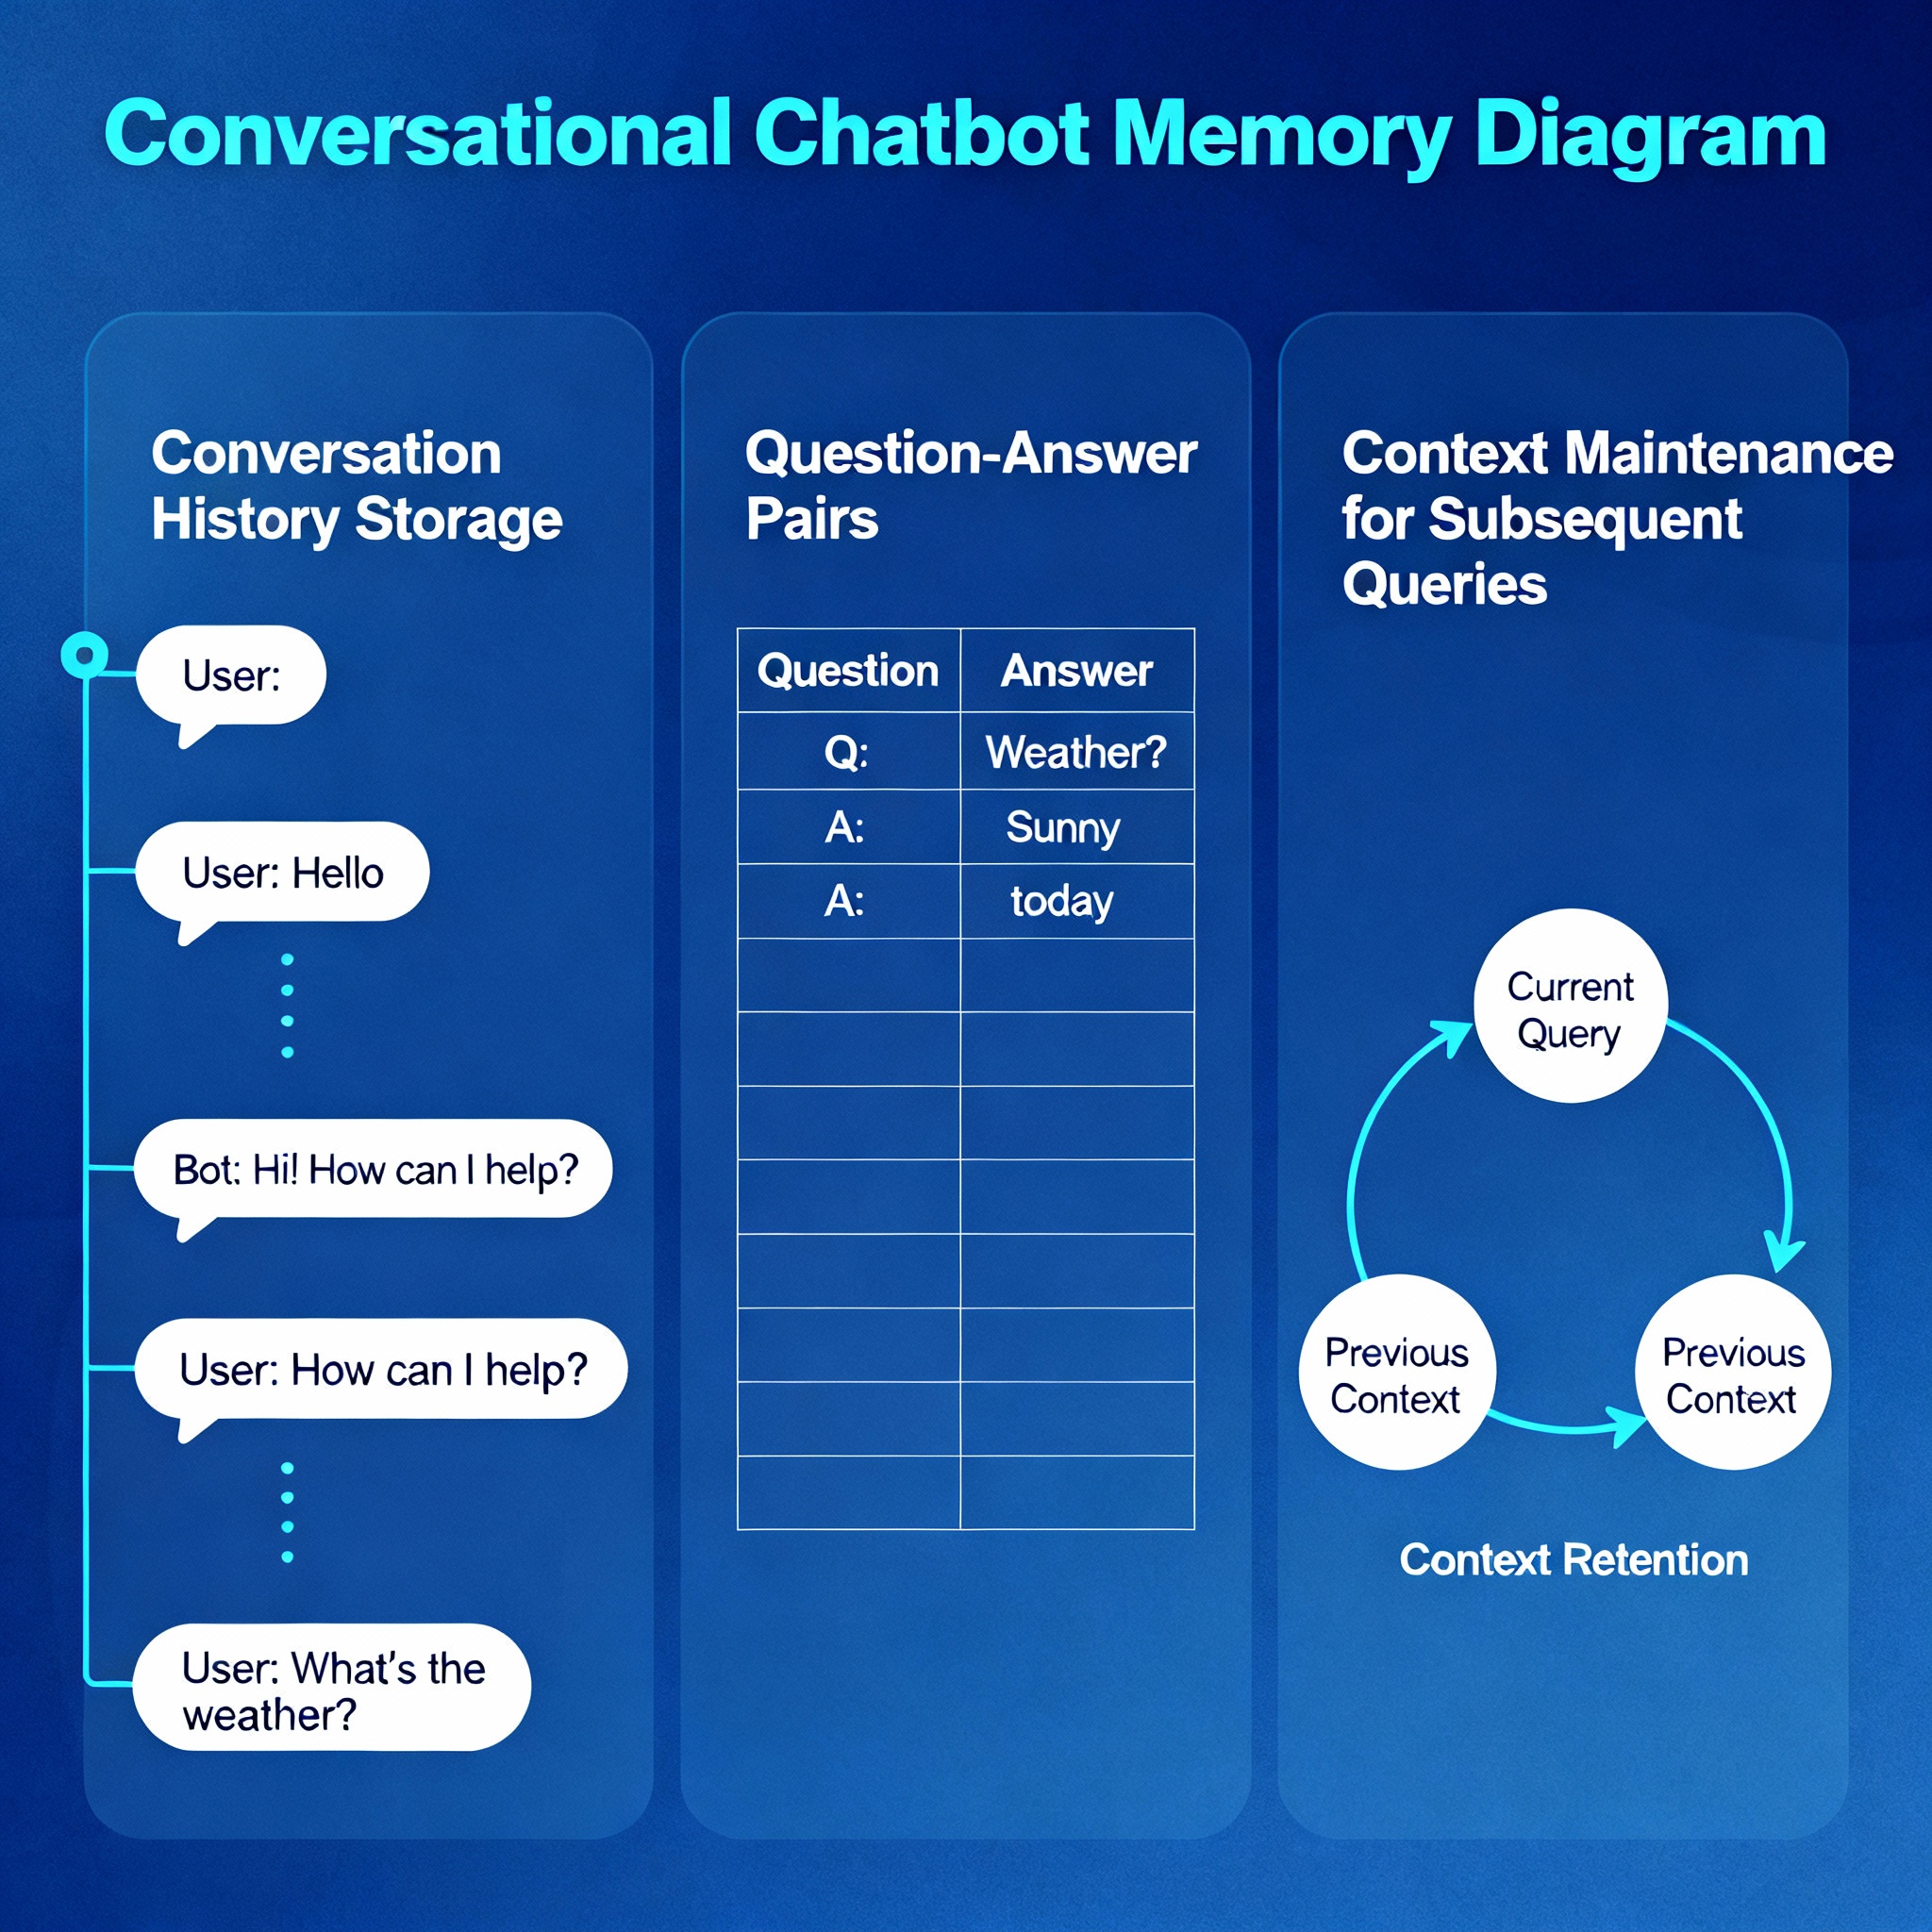 Conversational Chatbot Memory Diagram
Conversation
History Storage
User:
User: Hello
Bot: Hi! How can I help?
User: How can I help?
User: What's the
weather?
Question-Answer
Pairs
Question Answer
Q: Weather?
A: Sunny
A: today
Context Maintenance
for Subsequent
Queries
Current
Query
Previous
Context
Previous
Context
Context Retention